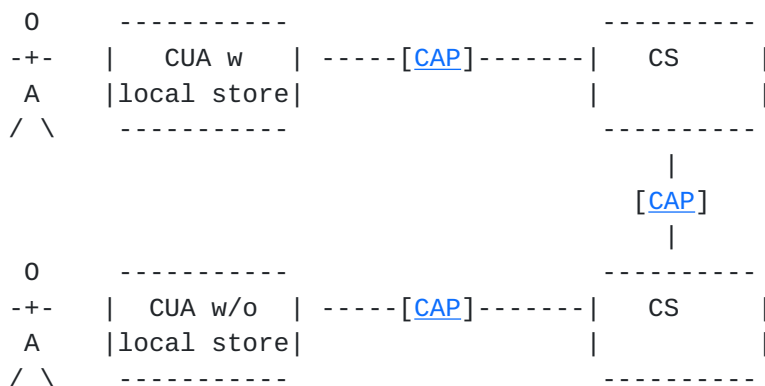 O       -----------                     ----------
-+-   |   CUA w   | -----[CAP]-------|   CS     |
 A    |local store|                  |          |
/ \    -----------                     ----------
|
[CAP]
|
O       -----------                     ----------
-+-   |  CUA w/o  | -----[CAP]-------|   CS     |
 A    |local store|                  |          |
/ \    -----------                     ----------